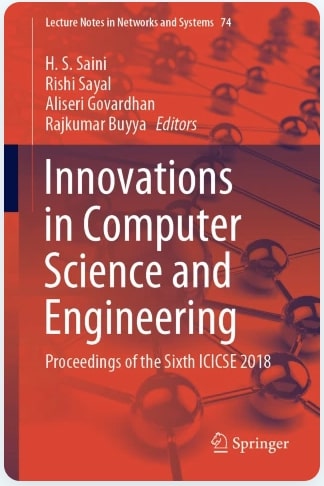 Lecture Notes in Networks and Systems 74
H. S. Saini
Rishi Sayal
Aliseri Govardhan
Rajkumar Buyya Editors
Innovations
in Computer
Science and
Engineering
Proceedings of the Sixth ICICSE 2018
Springer